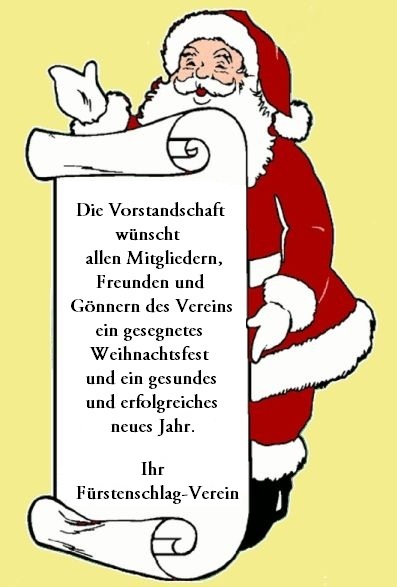 Die Vorstandschaft
wünscht
allen Mitgliedern,
Freunden und
Gönnern des Vereins
ein gesegnetes
Weihnachtsfest
und ein gesundes
und erfolgreiches
neues Jahr.
Ihr
Fürstenschlag-Verein